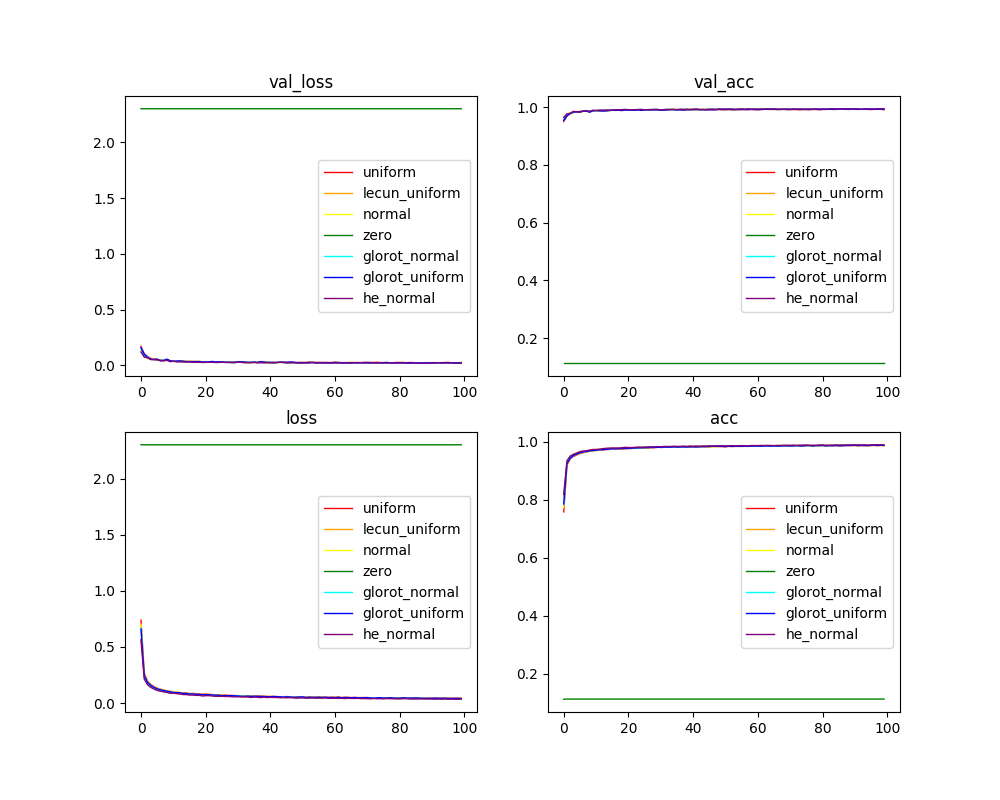 val_loss
2.0
1.5
1.0
0.5
0.0
uniform
lecun_uniform
normal
zero
glorot_normal
glorot_uniform
he_normal
0 20 40 60 80 100
val_acc
1.0
0.8
0.6
0.4
0.2
uniform
lecun_uniform
normal
zero
glorot_normal
glorot_uniform
he_normal
0 20 40 60 80 100
loss
2.0
1.5
1.0
0.5
0.0
uniform
lecun_uniform
normal
zero
glorot_normal
glorot_uniform
he_normal
0 20 40 60 80 100
acc
1.0
0.8
0.6
0.4
0.2
uniform
lecun_uniform
normal
zero
glorot_normal
glorot_uniform
he_normal
0 20 40 60 80 100